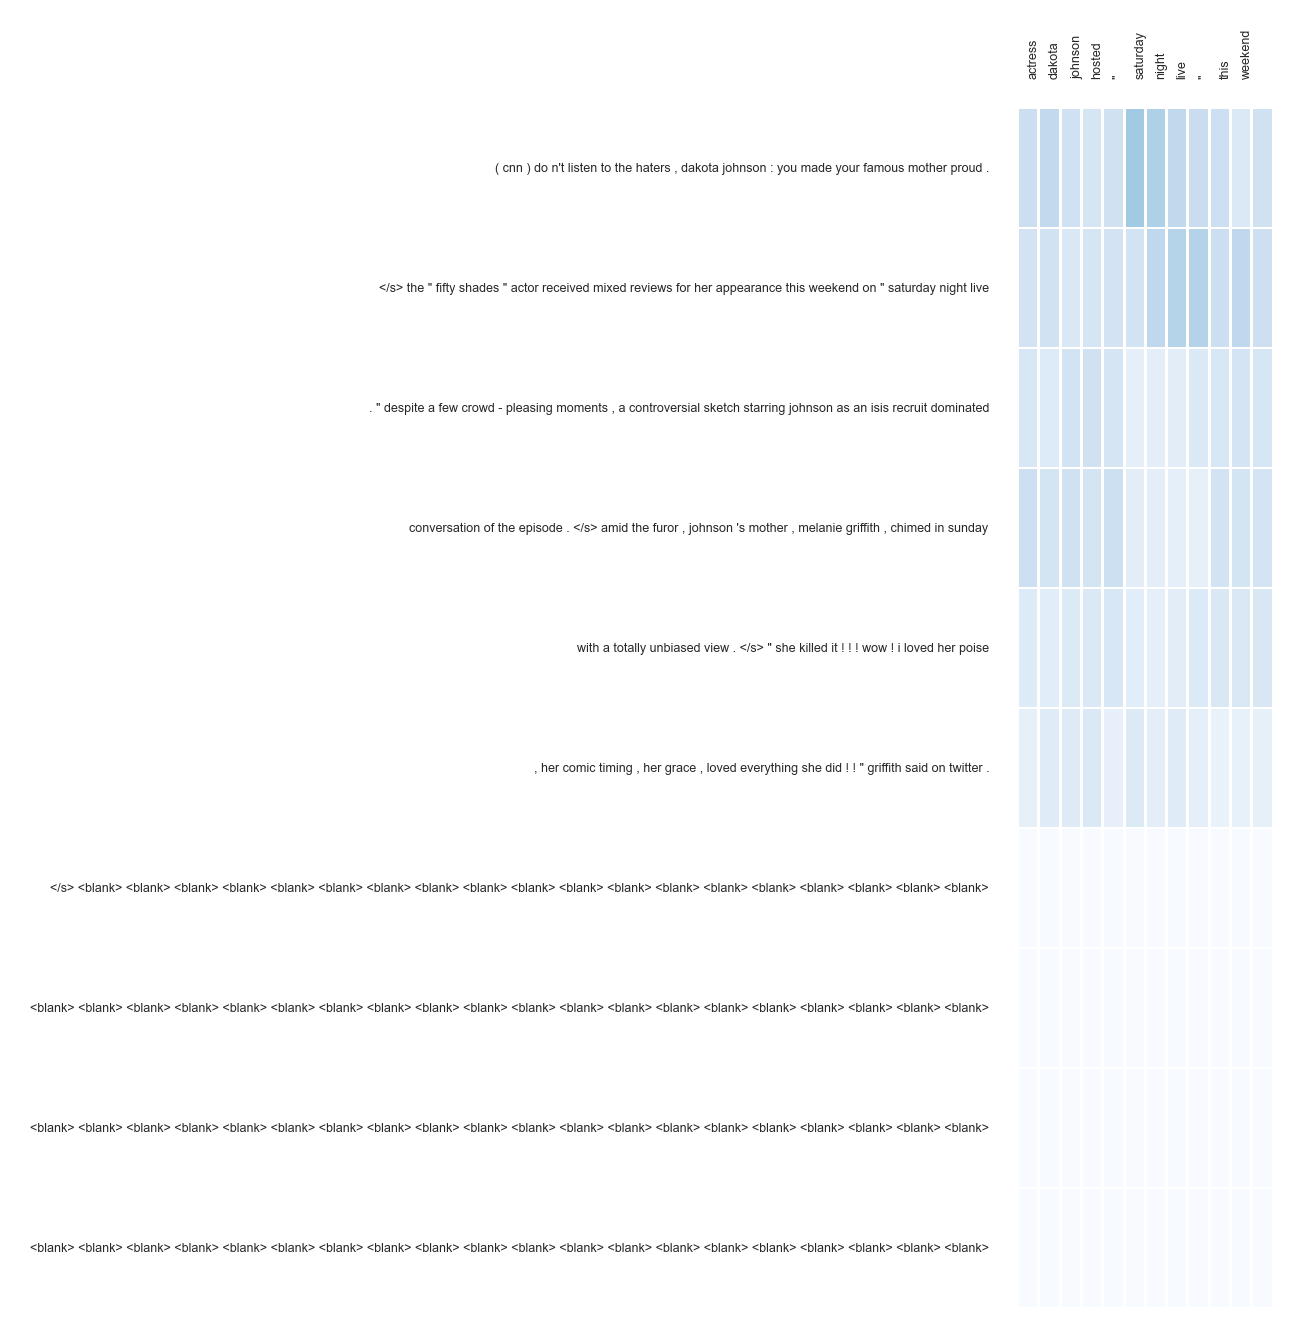 actress dakota johnson hosted " saturday night live " this weekend
( cnn ) do n't listen to the haters , dakota johnson : you made your famous mother proud .
</s> the " fifty shades " actor received mixed reviews for her appearance this weekend on " saturday night live
. " despite a few crowd - pleasing moments , a controversial sketch starring johnson as an isis recruit dominated
conversation of the episode . </s> amid the furor , johnson 's mother , melanie griffith , chimed in sunday
with a totally unbiased view . </s> " she killed it ! ! ! wow ! i loved her poise
, her comic timing , her grace , loved everything she did ! ! " griffith said on twitter .
</s> <blank> <blank> <blank> <blank> <blank> <blank> <blank> <blank> <blank> <blank> <blank> <blank> <blank> <blank> <blank> <blank> <blank> <blank> <blank>
<blank> <blank> <blank> <blank> <blank> <blank> <blank> <blank> <blank> <blank> <blank> <blank> <blank> <blank> <blank> <blank> <blank> <blank> <blank> <blank>
<blank> <blank> <blank> <blank> <blank> <blank> <blank> <blank> <blank> <blank> <blank> <blank> <blank> <blank> <blank> <blank> <blank> <blank> <blank> <blank>
<blank> <blank> <blank> <blank> <blank> <blank> <blank> <blank> <blank> <blank> <blank> <blank> <blank> <blank> <blank> <blank> <blank> <blank> <blank> <blank>